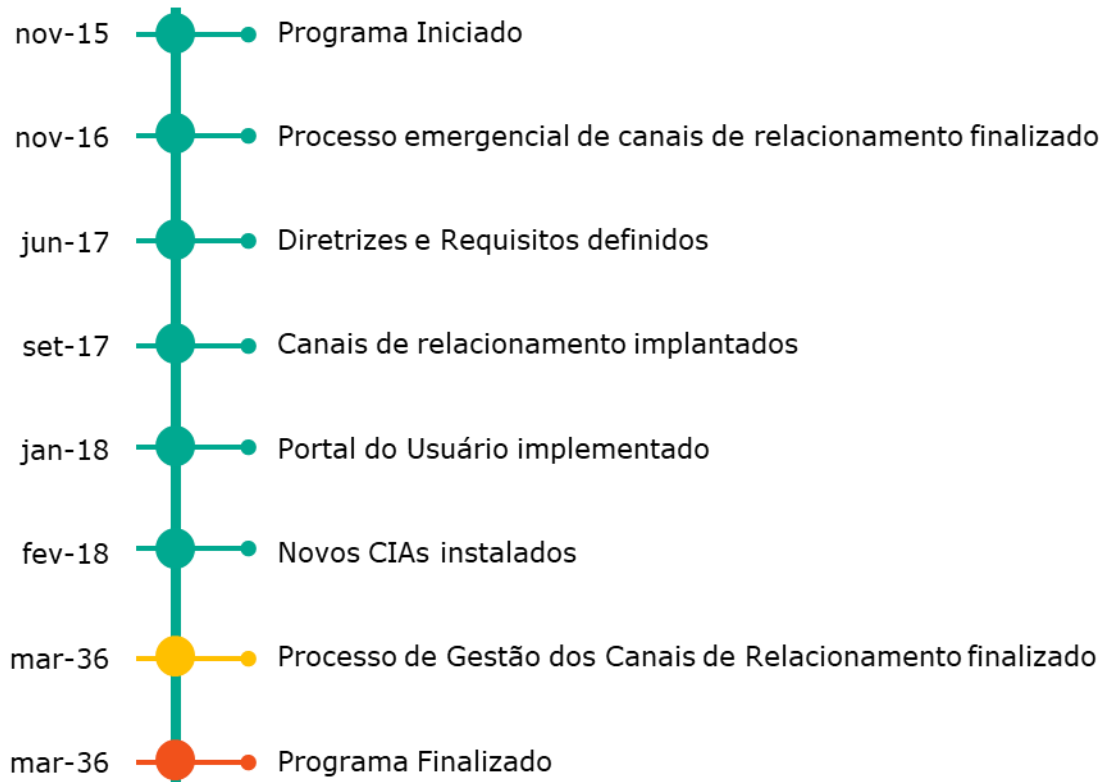 nov-15 Programa Iniciado
nov-16 Processo emergencial de canais de relacionamento finalizado
jun-17 Diretrizes e Requisitos definidos
set-17 Canais de relacionamento implantados
jan-18 Portal do Usuário implementado
fev-18 Novos CIAs instalados
mar-36 Processo de Gestão dos Canais de Relacionamento finalizado
mar-36 Programa Finalizado